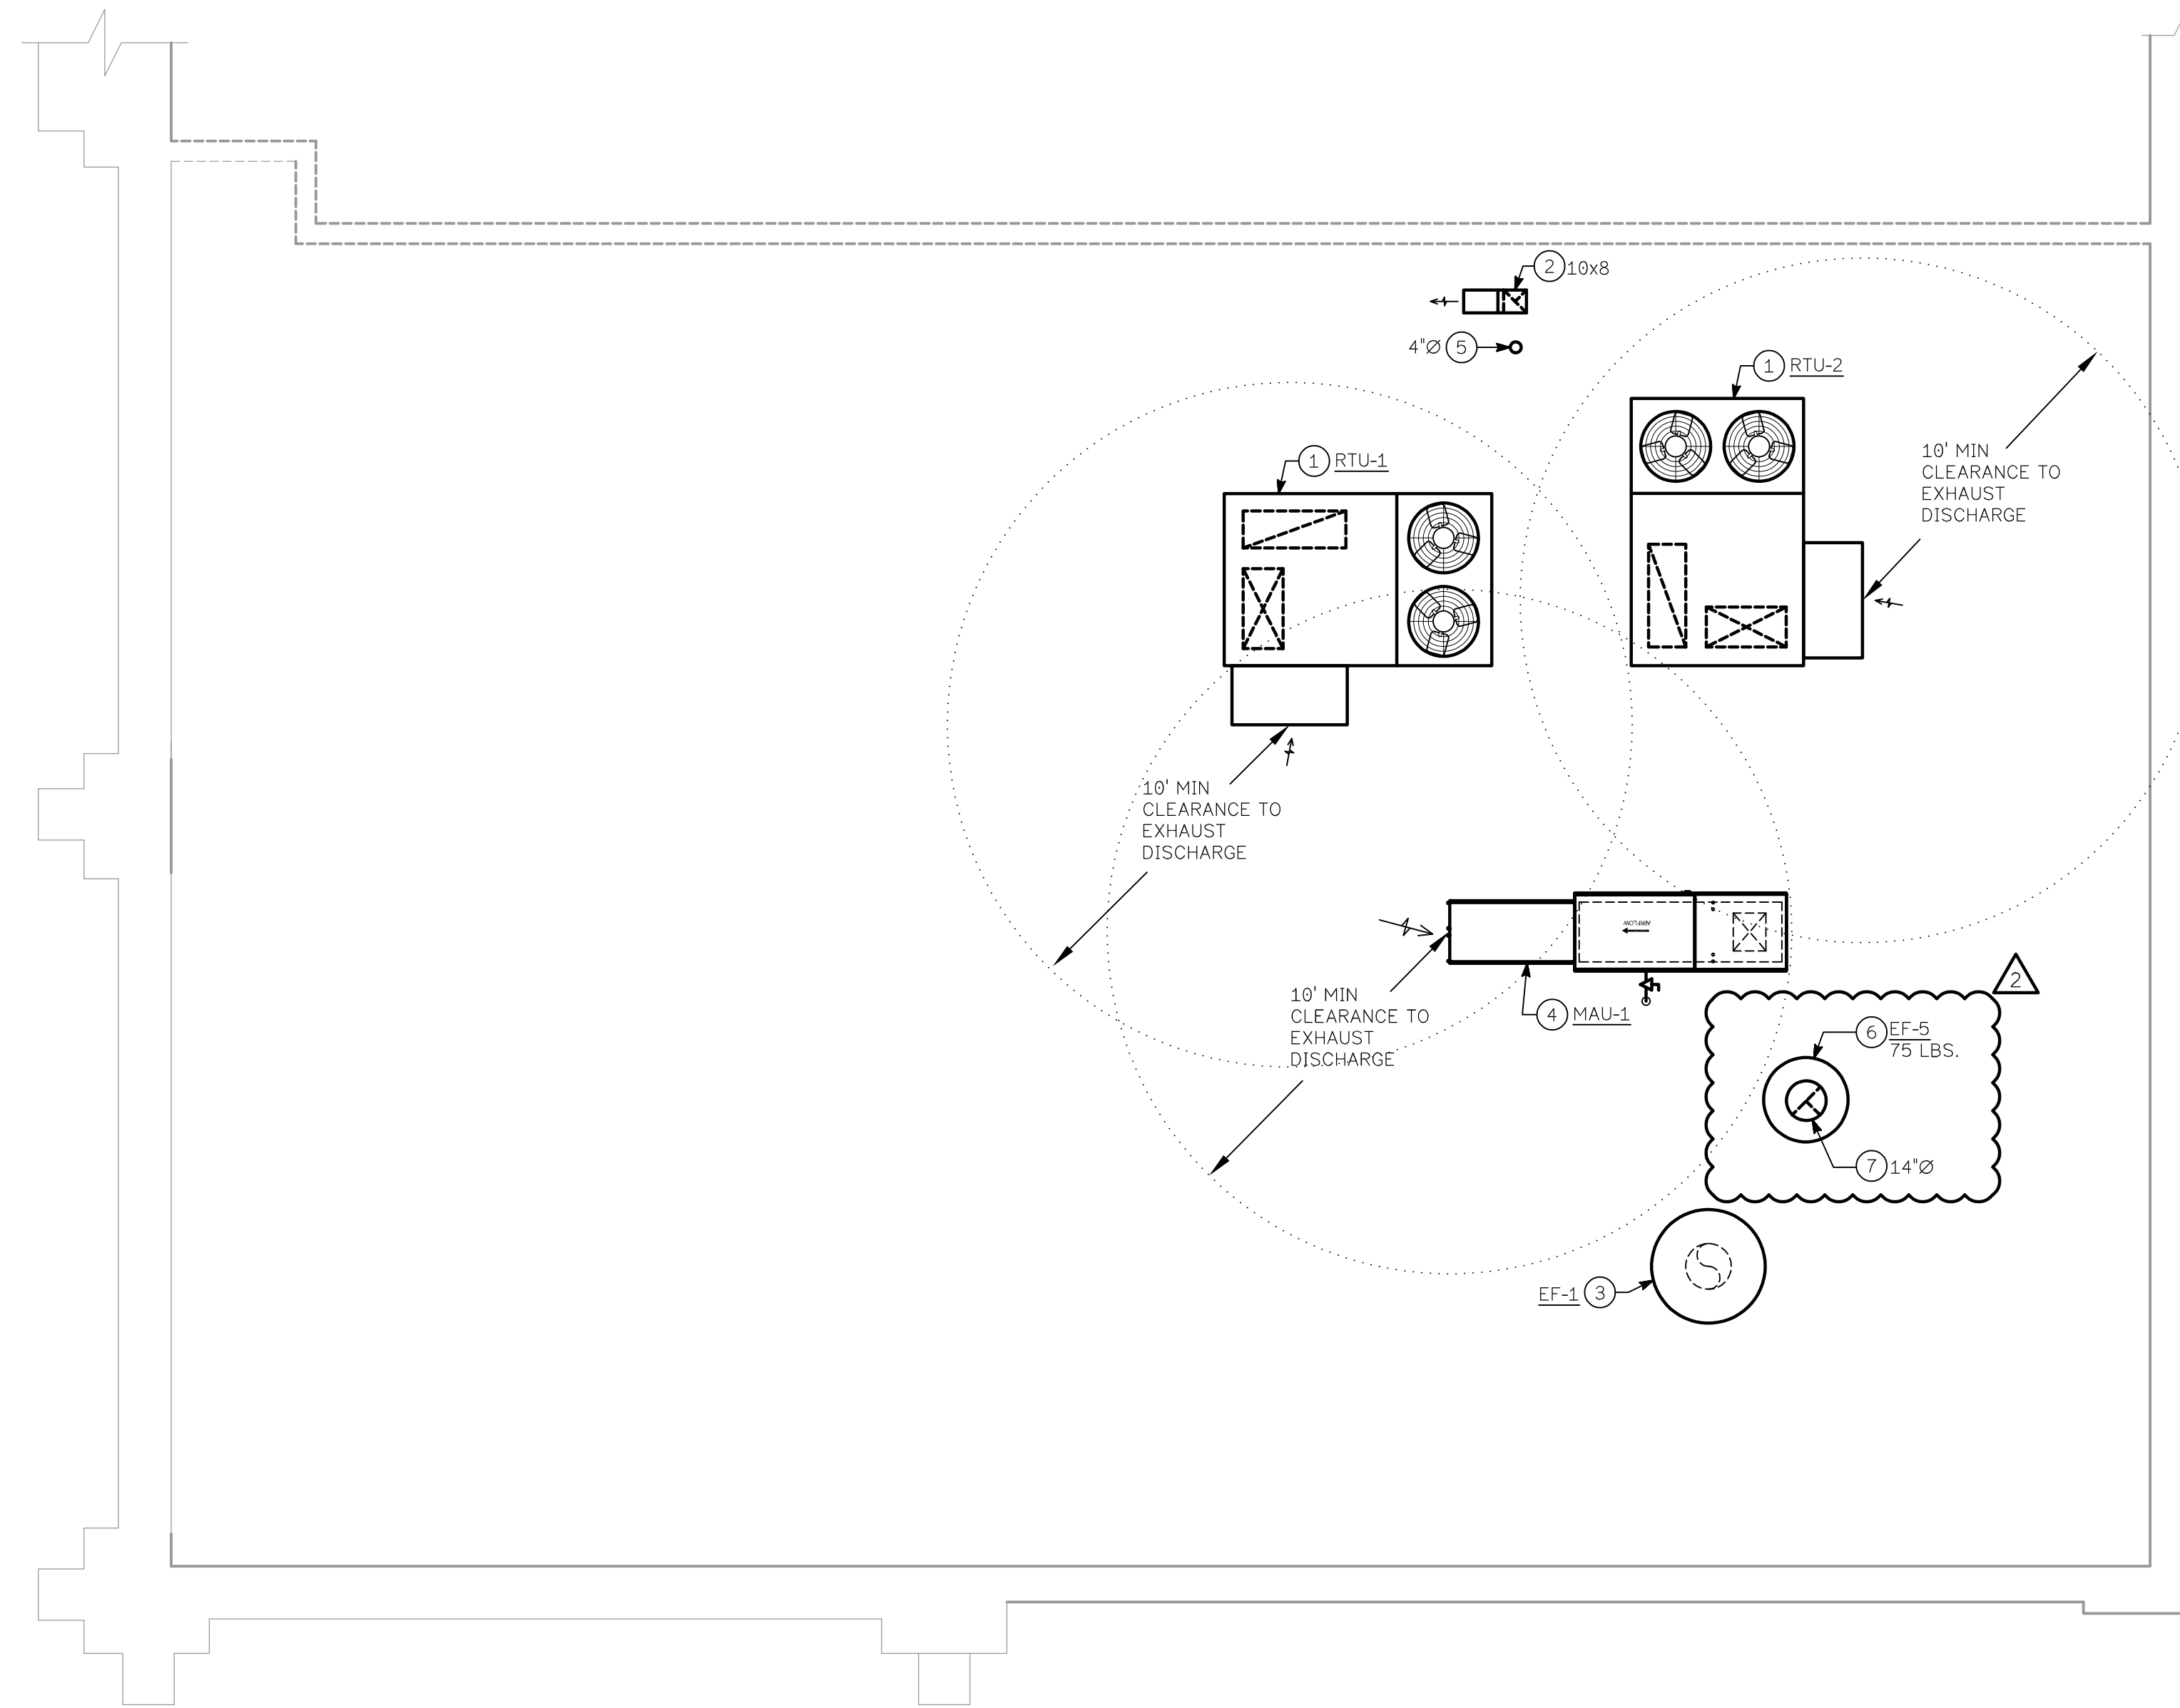 2 10x8
4"Ø 5
1 RTU-2
1 RTU-1
10' MIN
CLEARANCE TO
EXHAUST
DISCHARGE
10' MIN
CLEARANCE TO
EXHAUST
DISCHARGE
AIRFLOW
10' MIN
CLEARANCE TO
EXHAUST
DISCHARGE
4 MAU-1
2
6 EF-5
75 LBS.
7 14"Ø
EF-1 3